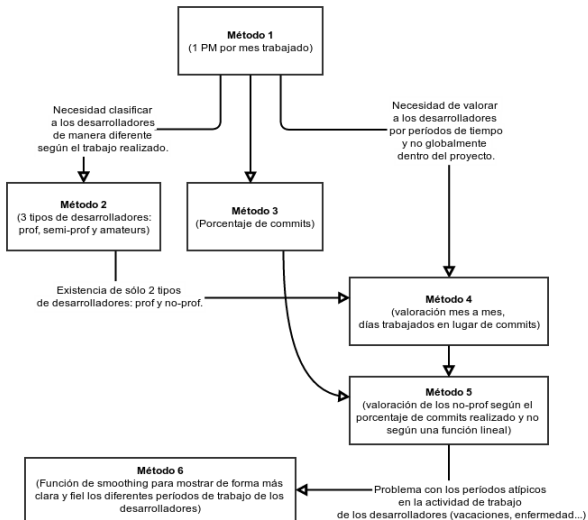 Método 1
(1 PM por mes trabajado)
Necesidad clasificar
a los desarrolladores
de manera diferente
según el trabajo realizado.
Necesidad de valorar
a los desarrolladores
por períodos de tiempo
y no globalmente
dentro del proyecto.
Método 2
(3 tipos de desarrolladores:
prof, semi-prof y amateurs)
Método 3
(Porcentaje de commits)
Existencia de sólo 2 tipos
de desarrolladores: prof y no-prof.
Método 4
(valoración mes a mes,
días trabajados en lugar de commits)
Método 5
(valoración de los no-prof según el
porcentaje de commits realizado y no
según una función lineal)
Método 6
(Función de smoothing para mostrar de forma más
clara y fiel los diferentes períodos de trabajo de los
desarrolladores)
Problema con los períodos atípicos
en la actividad de trabajo
de los desarrolladores (vacaciones, enfermedad...)